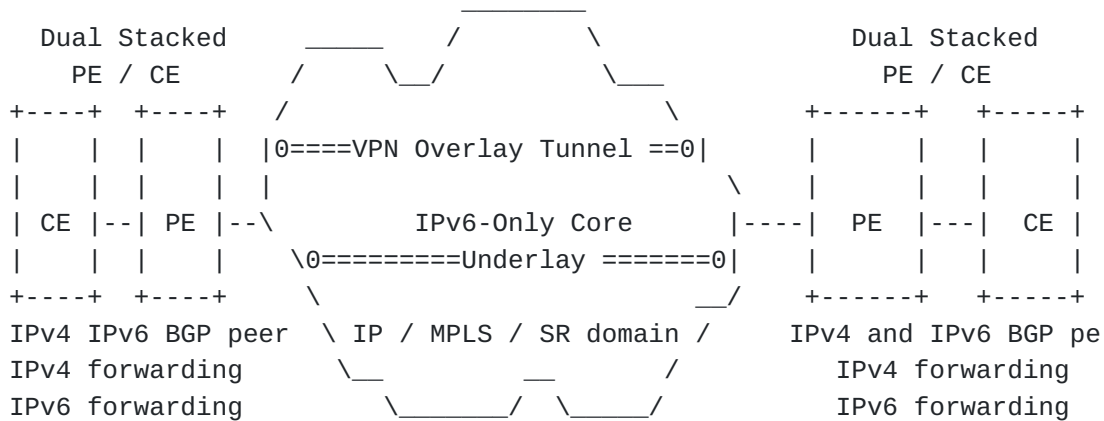 Dual Stacked Dual Stacked
PE / CE PE / CE
0====VPN Overlay Tunnel ==0
CE PE IPv6-Only Core PE CE
0=========Underlay =======0
IPv4 IPv6 BGP peer IP / MPLS / SR domain IPv4 and IPv6 BGP pe
IPv4 forwarding IPv4 forwarding
IPv6 forwarding IPv6 forwarding